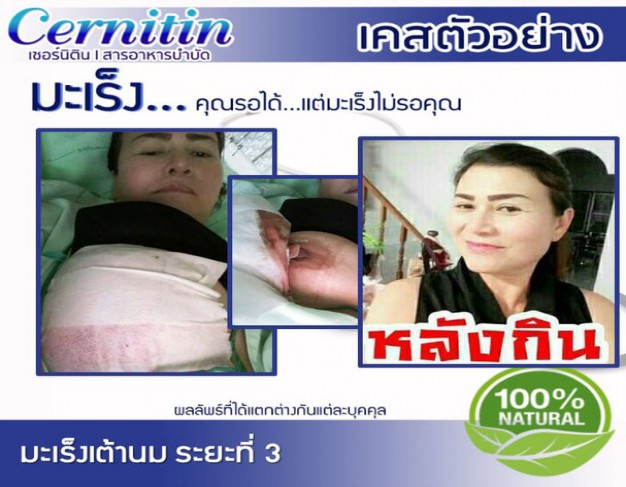 Cernitin
เซอร์นิติน l สารอาหารบำบัด
เคสตัวอย่าง
มะเร็ง... คุณรอได้...แต่มะเร็งไม่รอคุณ
หลังกิน
ผลลัพธ์ที่ได้แตกต่างกันแต่ละบุคคล
100%
NATURAL
มะเร็งเต้านม ระยะที่ 3